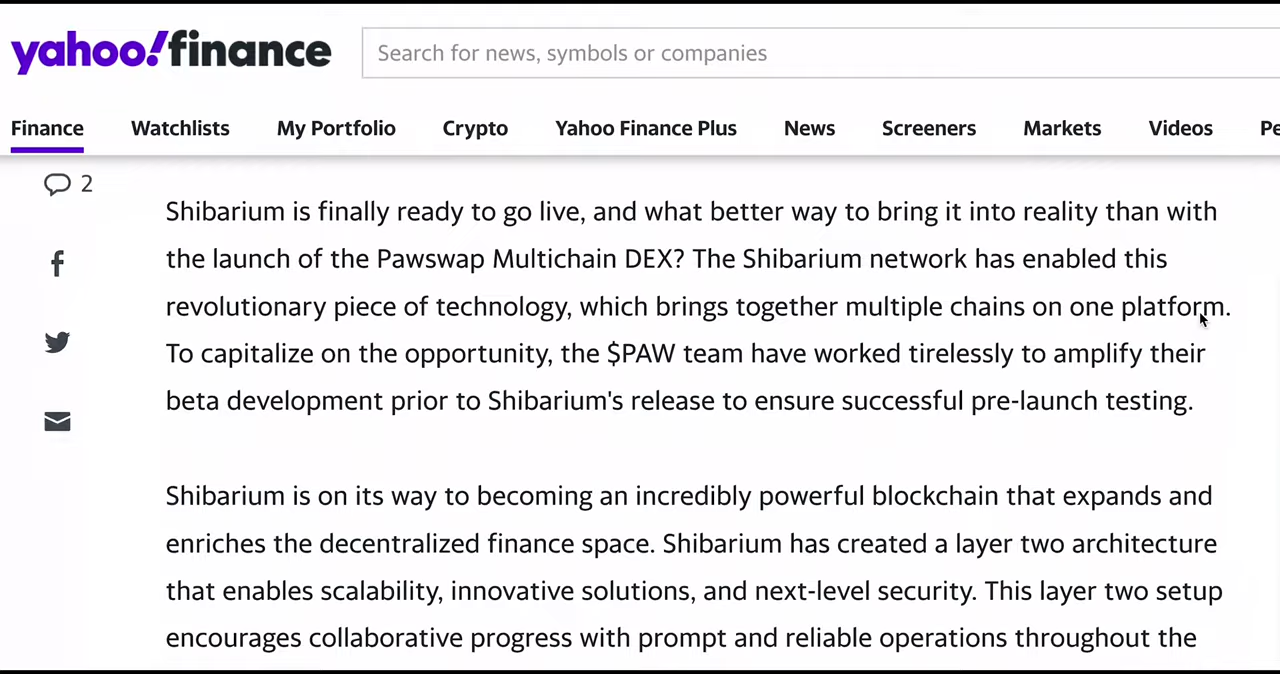 yahoo!finance
Search for news, symbols or companies
Finance Watchlists My Portfolio Crypto Yahoo Finance Plus News Screeners Markets Videos Pe
2
Shibarium is finally ready to go live, and what better way to bring it into reality than with
the launch of the Pawswap Multichain DEX? The Shibarium network has enabled this
revolutionary piece of technology, which brings together multiple chains on one platform.
To capitalize on the opportunity, the $PAW team have worked tirelessly to amplify their
beta development prior to Shibarium's release to ensure successful pre-launch testing.
Shibarium is on its way to becoming an incredibly powerful blockchain that expands and
enriches the decentralized finance space. Shibarium has created a layer two architecture
that enables scalability, innovative solutions, and next-level security. This layer two setup
encourages collaborative progress with prompt and reliable operations throughout the